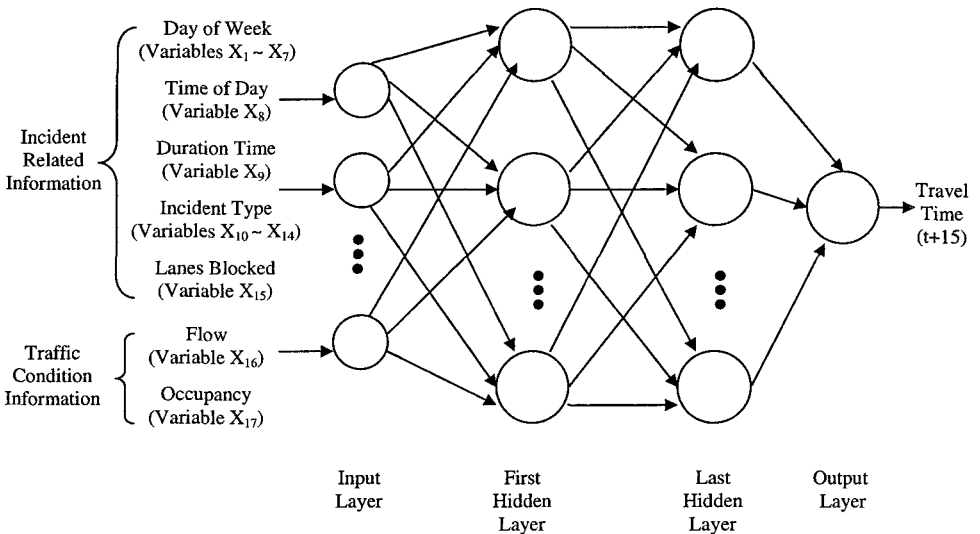 Day of Week
(Variables X₁ ~ X₇)
Time of Day
(Variable X₈)
Duration Time
(Variable X₉)
Incident Type
(Variables X₁₀ ~ X₁₄)
Lanes Blocked
(Variable X₁₅)
Incident
Related
Information
Flow
(Variable X₁₆)
Occupancy
(Variable X₁₇)
Traffic
Condition
Information
Travel
Time
(t+15)
Input
Layer
First
Hidden
Layer
Last
Hidden
Layer
Output
Layer